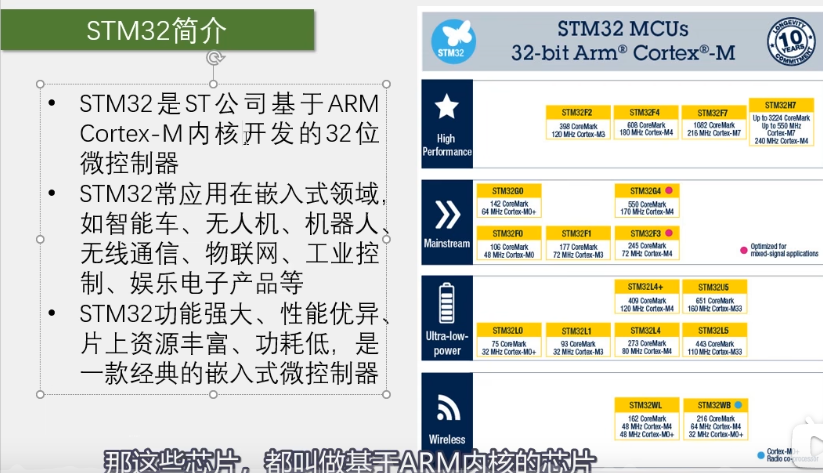 STM32简介
• STM32是ST公司基于ARM
Cortex-M内核开发的32位
微控制器
• STM32常应用在嵌入式领域,
如智能车、无人机、机器人、
无线通信、物联网、工业控
制、娱乐电子产品等
• STM32功能强大、性能优异、
片上资源丰富、功耗低,是
一款经典的嵌入式微控制器
STM32
STM32 MCUs
32-bit Arm® Cortex®-M
LONGEVITY
10
YEARS
COMMITMENT
High
Performance
STM32F2
398 CoreMark
120 MHz Cortex-M3
STM32F4
608 CoreMark
180 MHz Cortex-M4
STM32F7
1082 CoreMark
216 MHz Cortex-M7
STM32H7
Up to 3224 CoreMark
Up to 550 MHz
Cortex-M7
240 MHz Cortex-M4
Mainstream
STM32G0
142 CoreMark
64 MHz Cortex-M0+
STM32G4
550 CoreMark
170 MHz Cortex-M4
STM32F0
106 CoreMark
48 MHz Cortex-M0
STM32F1
177 CoreMark
72 MHz Cortex-M3
STM32F3
245 CoreMark
72 MHz Cortex-M4
Optimized for
mixed-signal applications
Ultra-low-
power
STM32L4+
409 CoreMark
120 MHz Cortex-M4
STM32U5
651 CoreMark
160 MHz Cortex-M33
STM32L0
75 CoreMark
32 MHz Cortex-M0+
STM32L1
93 CoreMark
32 MHz Cortex-M3
STM32L4
273 CoreMark
80 MHz Cortex-M4
STM32L5
443 CoreMark
110 MHz Cortex-M33
Wireless
STM32WL
162 CoreMark
48 MHz Cortex-M4
48 MHz Cortex-M0+
STM32WB
216 CoreMark
64 MHz Cortex-M4
32 MHz Cortex-M0+
Radio
那这些芯片，都叫做基于ARM内核的芯片